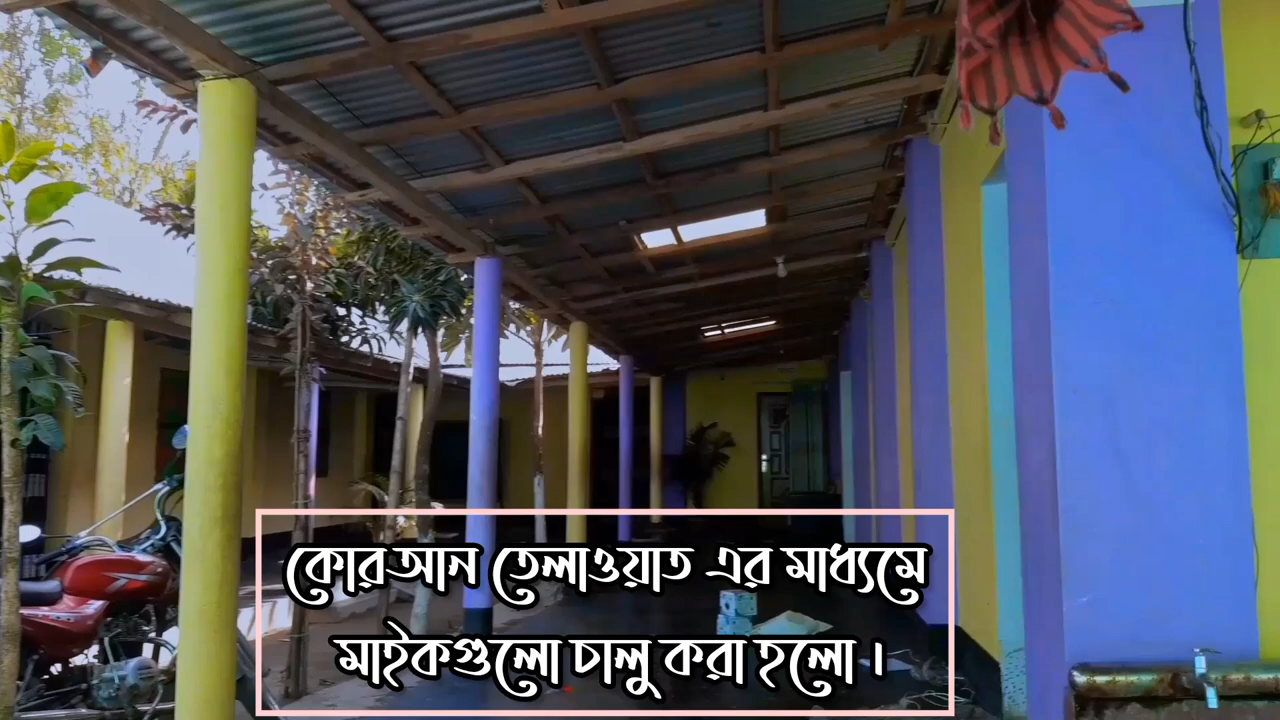 কোরআন তেলাওয়াত এর মাধ্যমে
মাইকগুলো চালু করা হলো ।